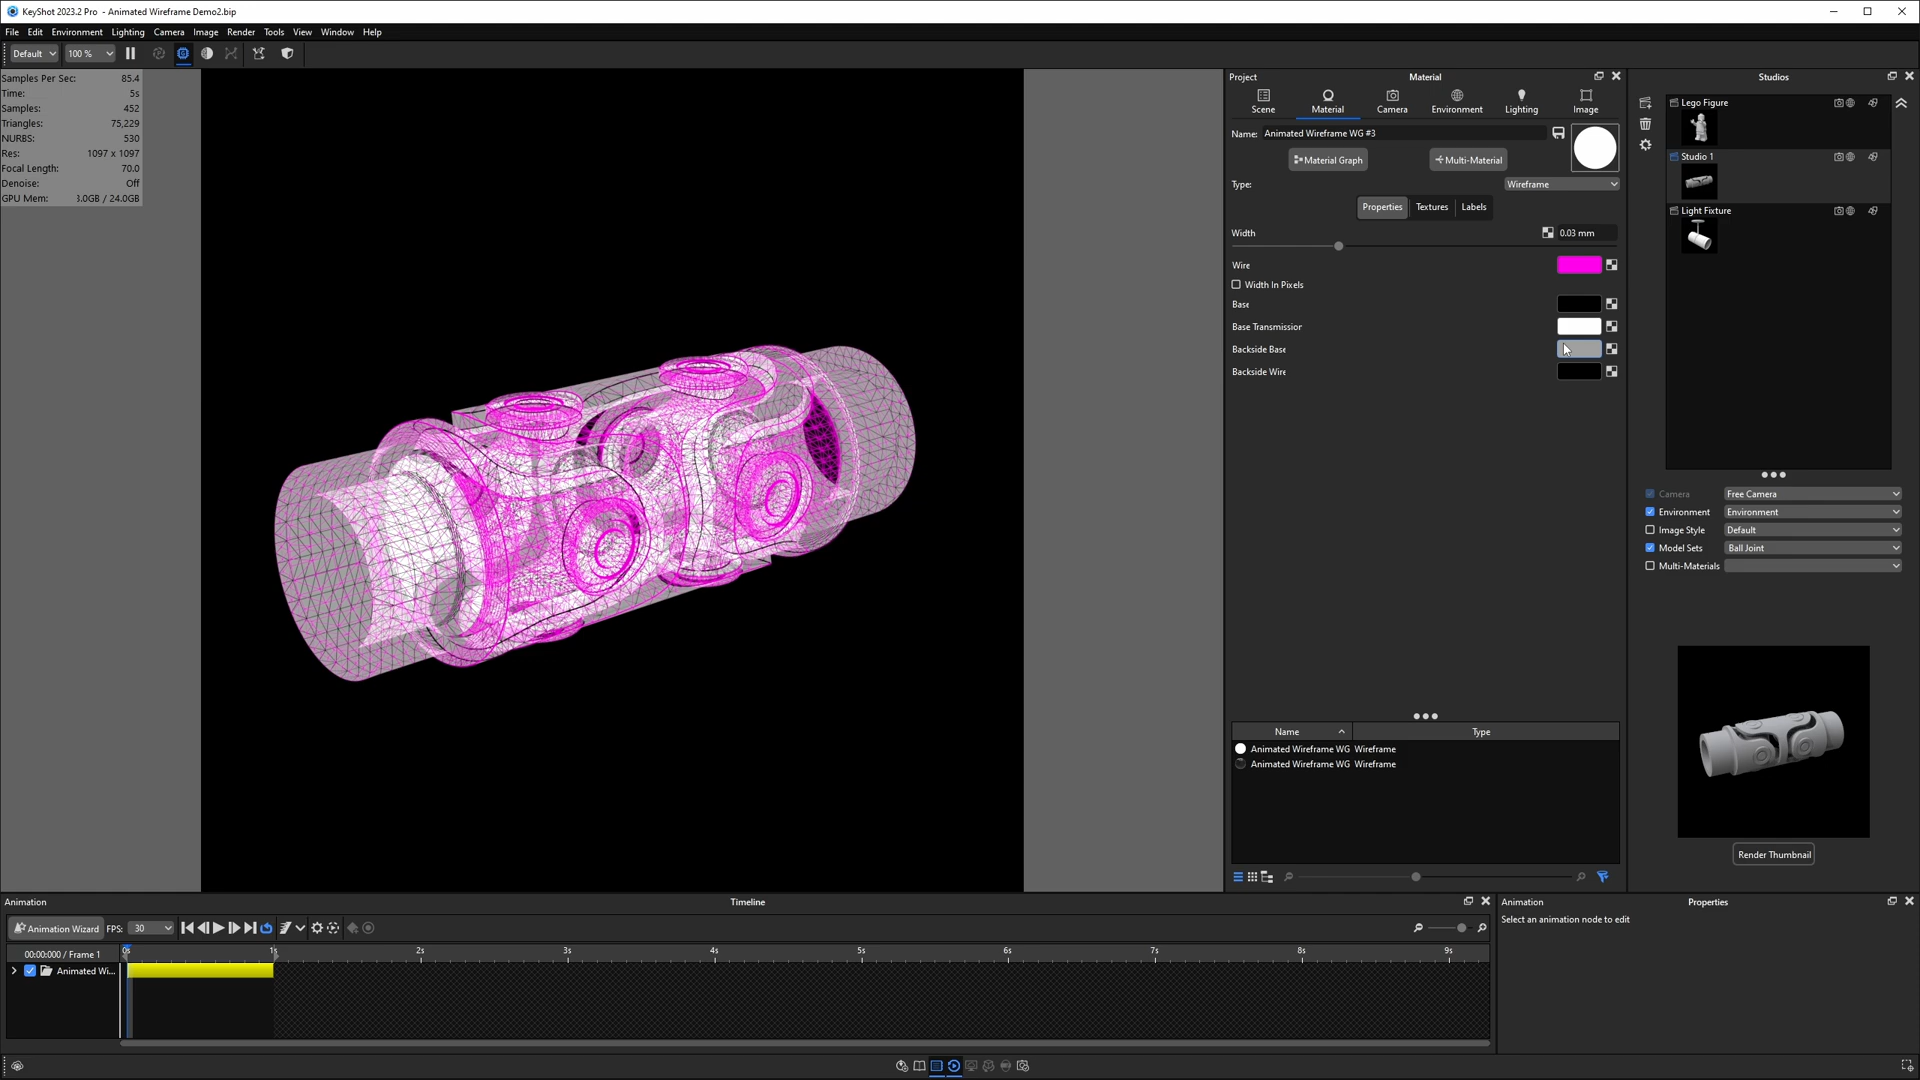 KeyShot 2023.2 Pro - Animated Wireframe Demo2.bip
File Edit Environment Lighting Camera Image Render Tools View Window Help
Default 100 %
Samples Per Sec: 85.4
Time: 5s
Samples: 452
Triangles: 75,229
NURBS: 530
Res: 1097 x 1097
Focal Length: 70.0
Denoise: Off
GPU Mem: 3.0GB / 24.0GB
Project Material
Scene Material Camera Environment Lighting Image
Name: Animated Wireframe WG #3
Material Graph Multi-Material
Type: Wireframe
Properties Textures Labels
Width 0.03 mm
Wire
Width In Pixels
Base
Base Transmission
Backside Base
Backside Wire
Name Type
Animated Wireframe WG Wireframe
Animated Wireframe WG Wireframe
Studios
Lego Figure
Studio 1
Light Fixture
Camera Free Camera
Environment Environment
Image Style Default
Model Sets Ball Joint
Multi-Materials
Render Thumbnail
Animation Timeline
Animation Wizard FPS: 30
00:00:000 / Frame 1 0s 1s 2s 3s 4s 5s 6s 7s 8s 9s
Animated Wi...
Animation Properties
Select an animation node to edit